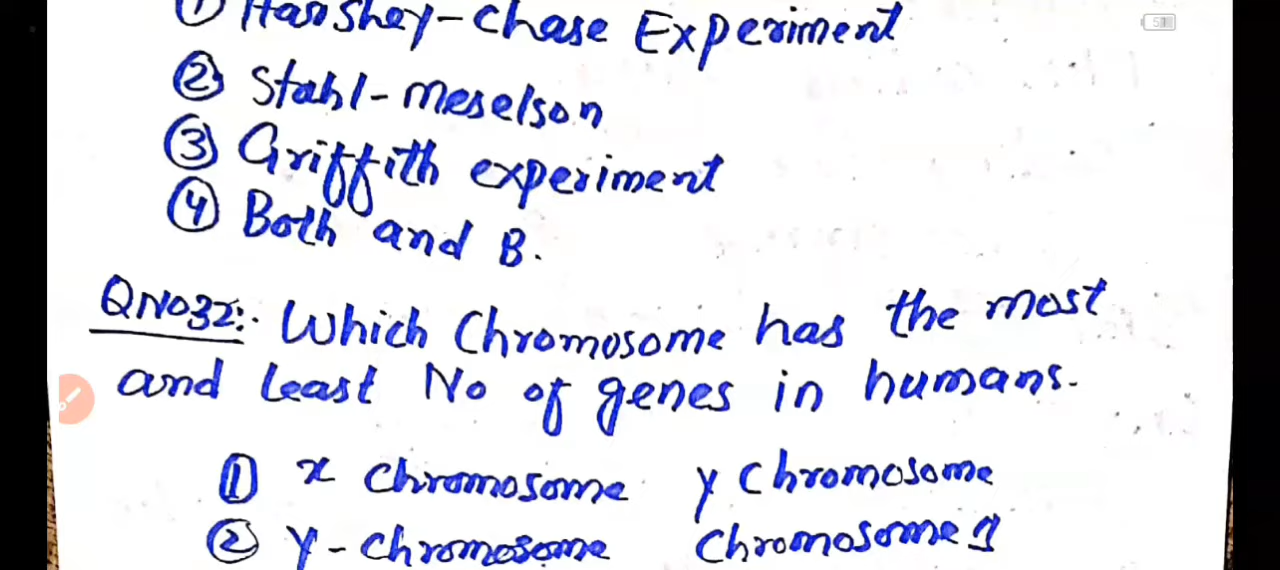 ① Harshey-Chase Experiment
② Stahl-Meselson
③ Griffith experiment
④ Both and B.
QNO32:. Which Chromosome has the most
and Least No of genes in humans.
① x chromosome y chromosome
② Y-chromosome Chromosome 1